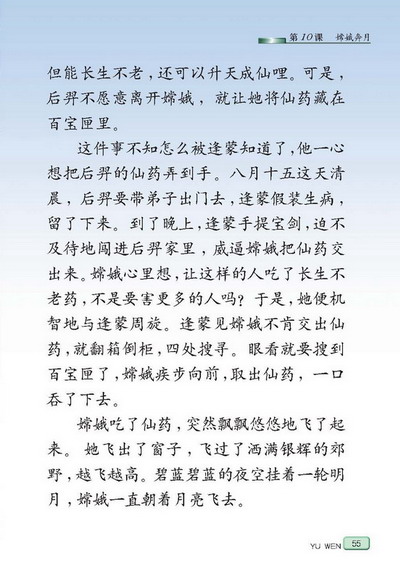 第10课 嫦娥奔月
但能长生不老，还可以升天成仙哩。可是，
后羿不愿意离开嫦娥，就让她将仙药藏在
百宝匣里。
这件事不知怎么被逢蒙知道了，他一心
想把后羿的仙药弄到手。八月十五这天清
晨，后羿要带弟子出门去，逢蒙假装生病，
留了下来。到了晚上，逢蒙手提宝剑，迫不
及待地闯进后羿家里，威逼嫦娥把仙药交
出来。嫦娥心里想，让这样的人吃了长生不
老药，不是要害更多的人吗？于是，她便机
智地与逢蒙周旋。逢蒙见嫦娥不肯交出仙
药，就翻箱倒柜，四处搜寻。眼看就要搜到
百宝匣了，嫦娥疾步向前，取出仙药，一口
吞了下去。
嫦娥吃了仙药，突然飘飘悠悠地飞了起
来。她飞出了窗子，飞过了洒满银辉的郊
野，越飞越高。碧蓝碧蓝的夜空挂着一轮明
月，嫦娥一直朝着月亮飞去。
YU WEN 55